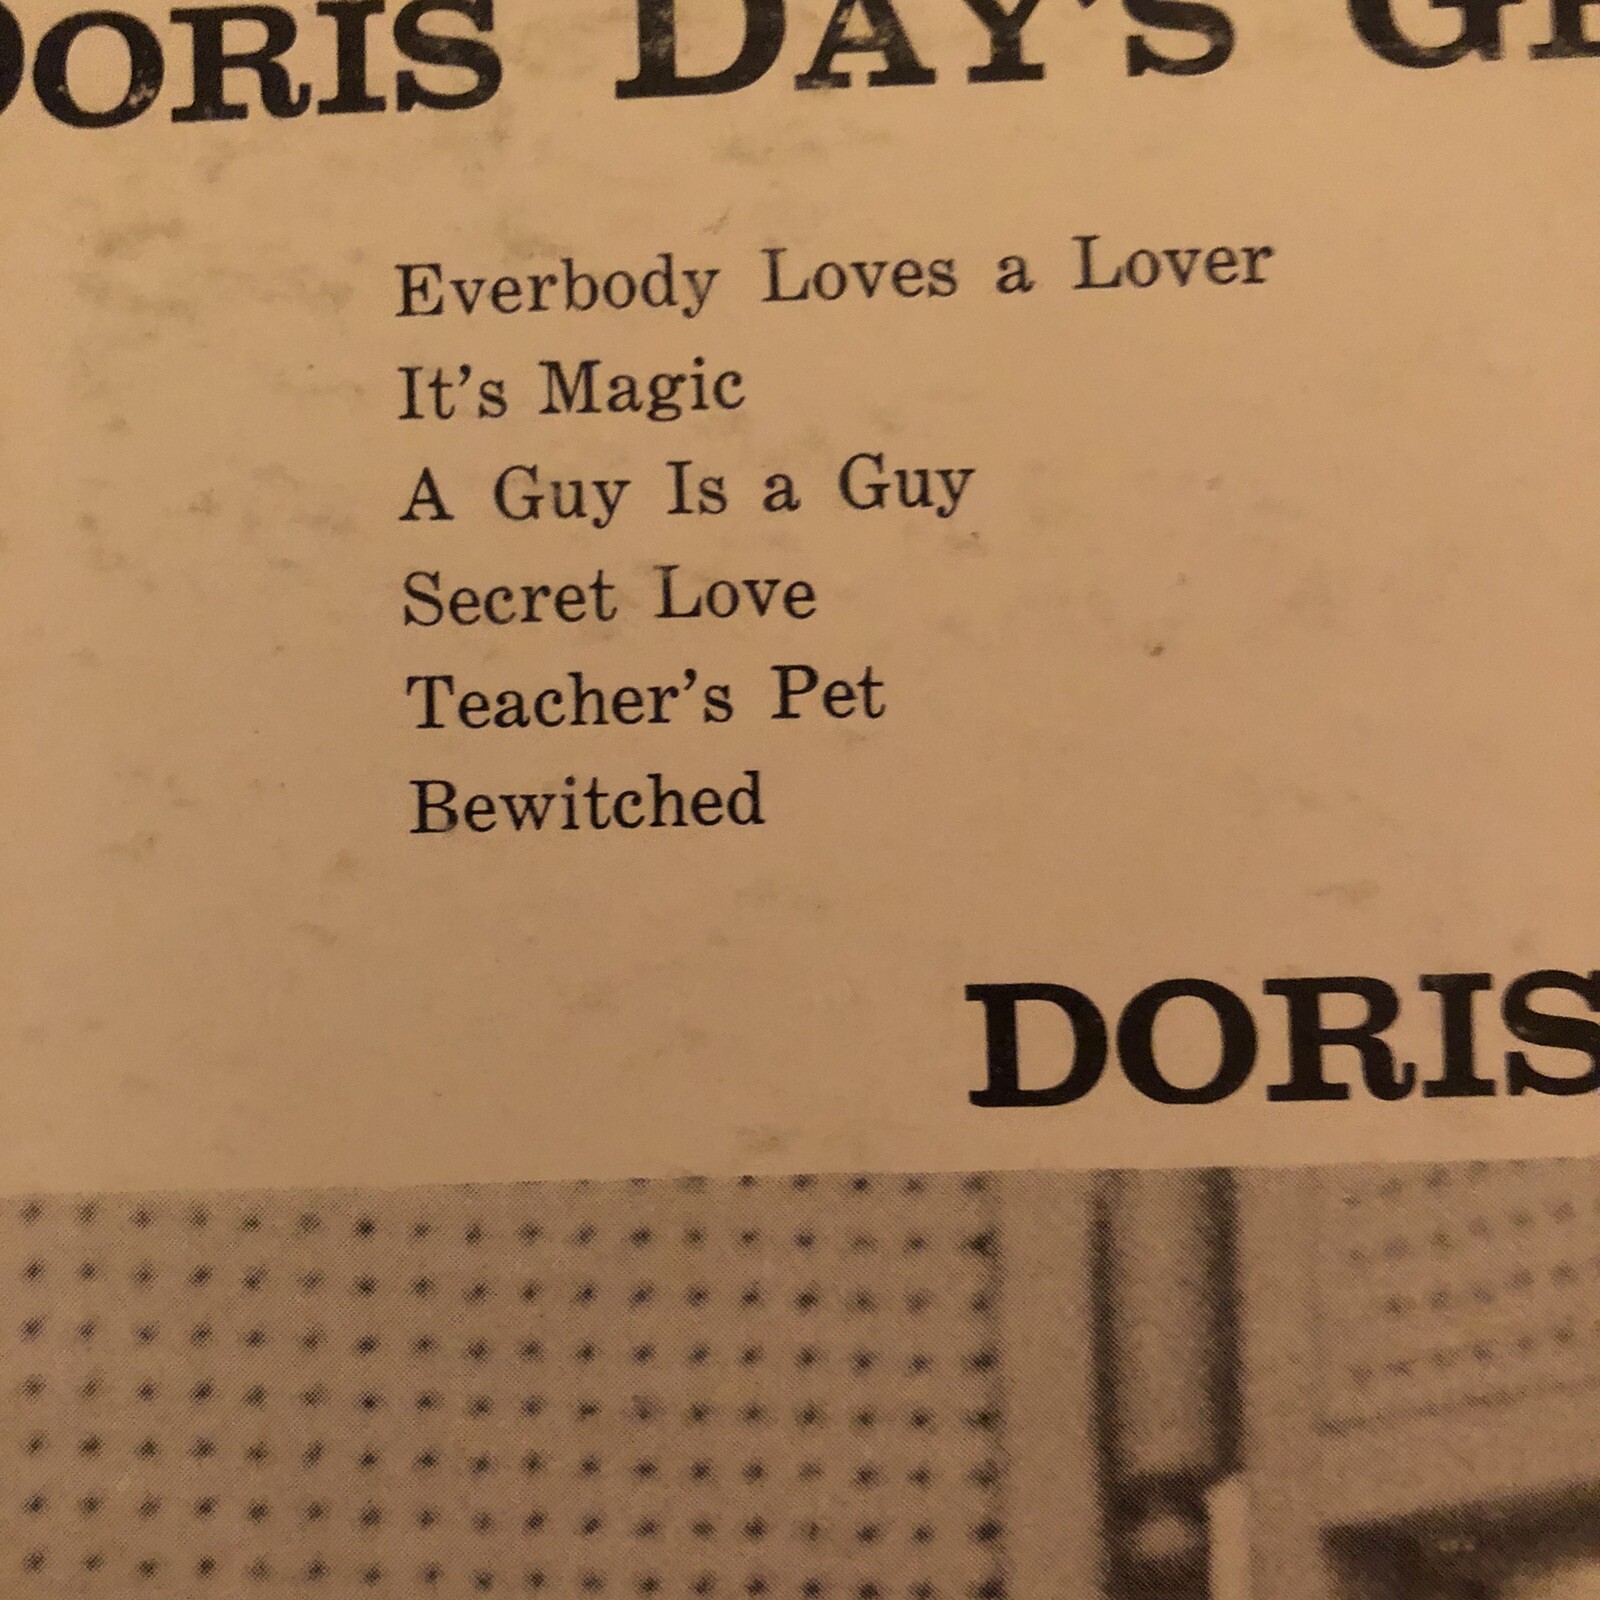 DORIS DAY'S
Everbody Loves a Lover
It's Magic
A Guy Is a Guy
Secret Love
Teacher's Pet
Bewitched
DORIS